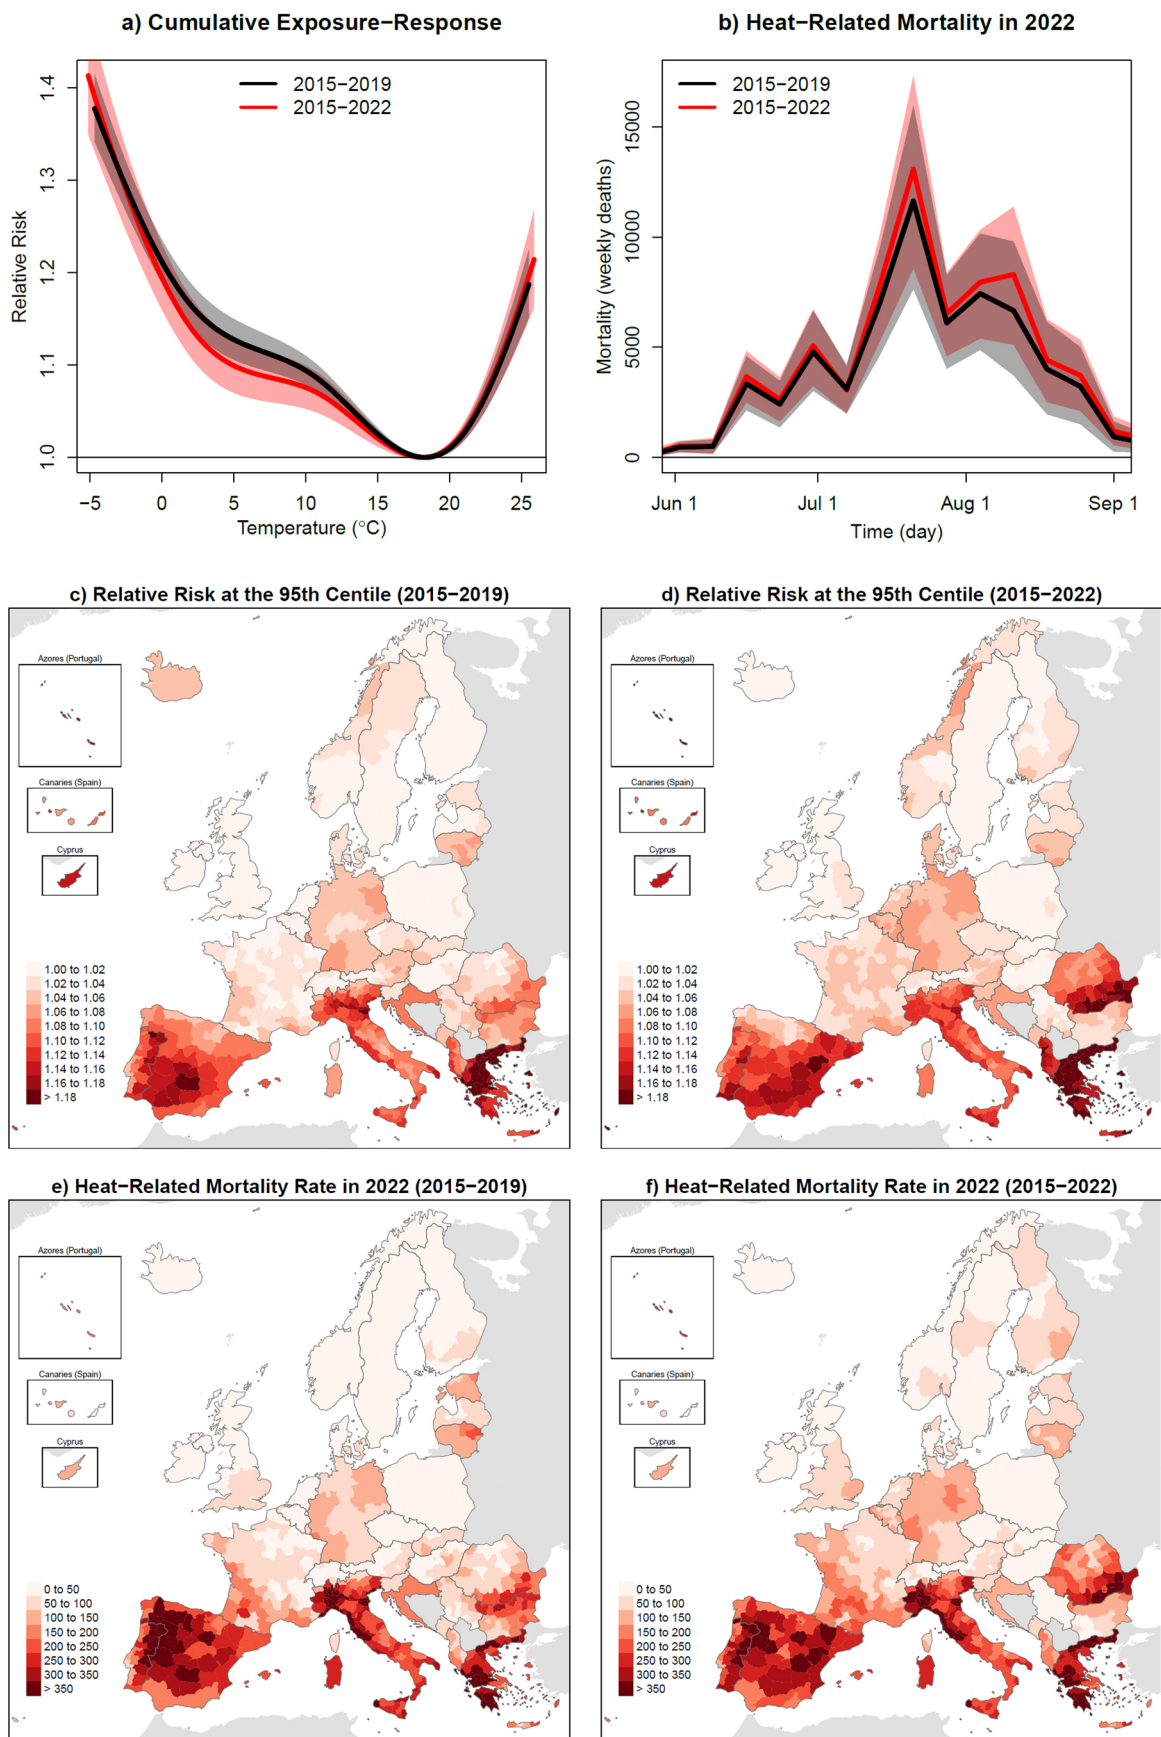 a) Cumulative Exposure−Response
2015−2019
2015−2022
Relative Risk
1.4
1.3
1.2
1.1
1.0
−5 0 5 10 15 20 25
Temperature (°C)
b) Heat−Related Mortality in 2022
2015−2019
2015−2022
Mortality (weekly deaths)
15000
10000
5000
0
Jun 1 Jul 1 Aug 1 Sep 1
Time (day)
c) Relative Risk at the 95th Centile (2015−2019)
Azores (Portugal)
Canaries (Spain)
Cyprus
1.00 to 1.02
1.02 to 1.04
1.04 to 1.06
1.06 to 1.08
1.08 to 1.10
1.10 to 1.12
1.12 to 1.14
1.14 to 1.16
1.16 to 1.18
> 1.18
d) Relative Risk at the 95th Centile (2015−2022)
Azores (Portugal)
Canaries (Spain)
Cyprus
1.00 to 1.02
1.02 to 1.04
1.04 to 1.06
1.06 to 1.08
1.08 to 1.10
1.10 to 1.12
1.12 to 1.14
1.14 to 1.16
1.16 to 1.18
> 1.18
e) Heat−Related Mortality Rate in 2022 (2015−2019)
Azores (Portugal)
Canaries (Spain)
Cyprus
0 to 50
50 to 100
100 to 150
150 to 200
200 to 250
250 to 300
300 to 350
> 350
f) Heat−Related Mortality Rate in 2022 (2015−2022)
Azores (Portugal)
Canaries (Spain)
Cyprus
0 to 50
50 to 100
100 to 150
150 to 200
200 to 250
250 to 300
300 to 350
> 350